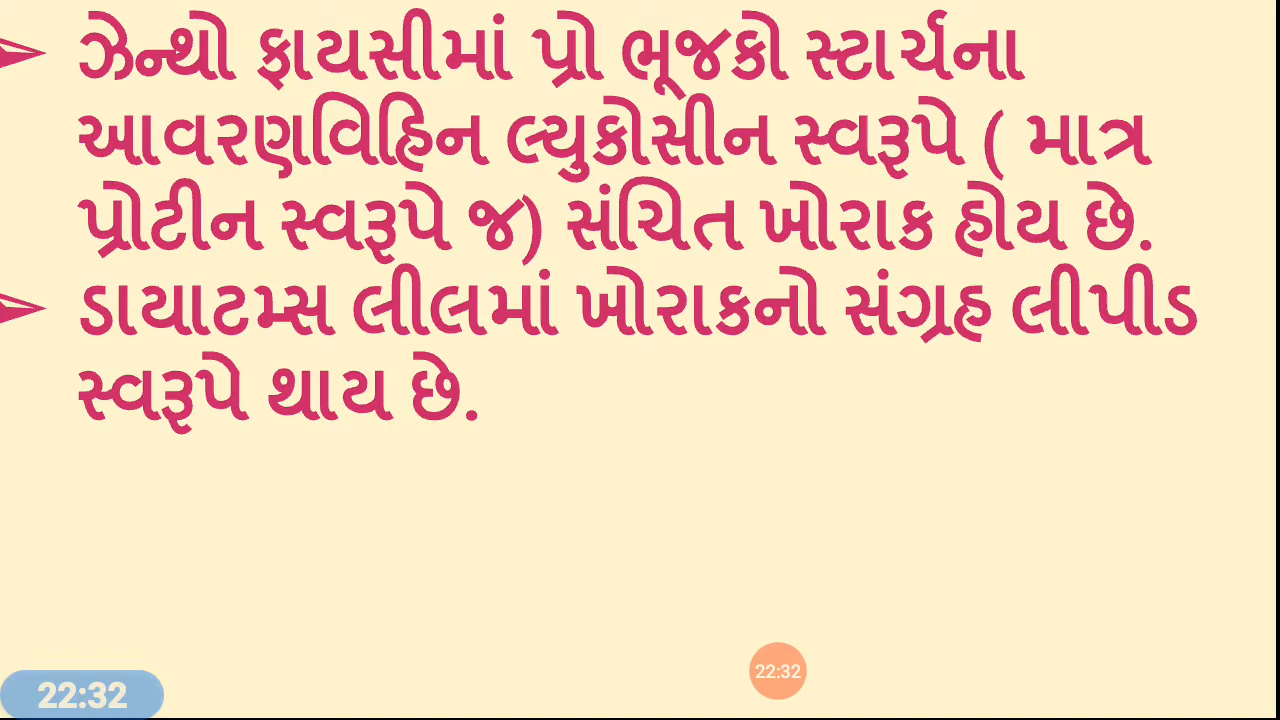 ઝેન્થો ફાયસીમાં પ્રો ભૂજકો સ્ટાર્ચના
આવરણવિહિન લ્યુકોસીન સ્વરૂપે ( માત્ર
પ્રોટીન સ્વરૂપે જ) સંચિત ખોરાક હોય છે.
ડાયાટમ્સ લીલમાં ખોરાકનો સંગ્રહ લીપીડ
સ્વરૂપે થાય છે.
22:32
22:32